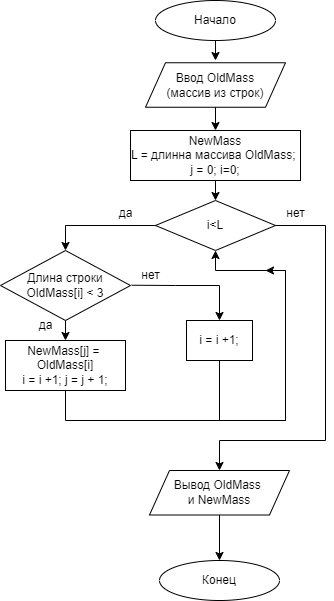 Начало
Ввод OldMass
(массив из строк)
NewMass
L = длинна массива OldMass;
j = 0; i=0;
да
i<L
нет
Длина строки
OldMass[i] < 3
нет
да
NewMass[j] =
OldMass[i]
i = i +1; j = j + 1;
i = i +1;
Вывод OldMass
и NewMass
Конец